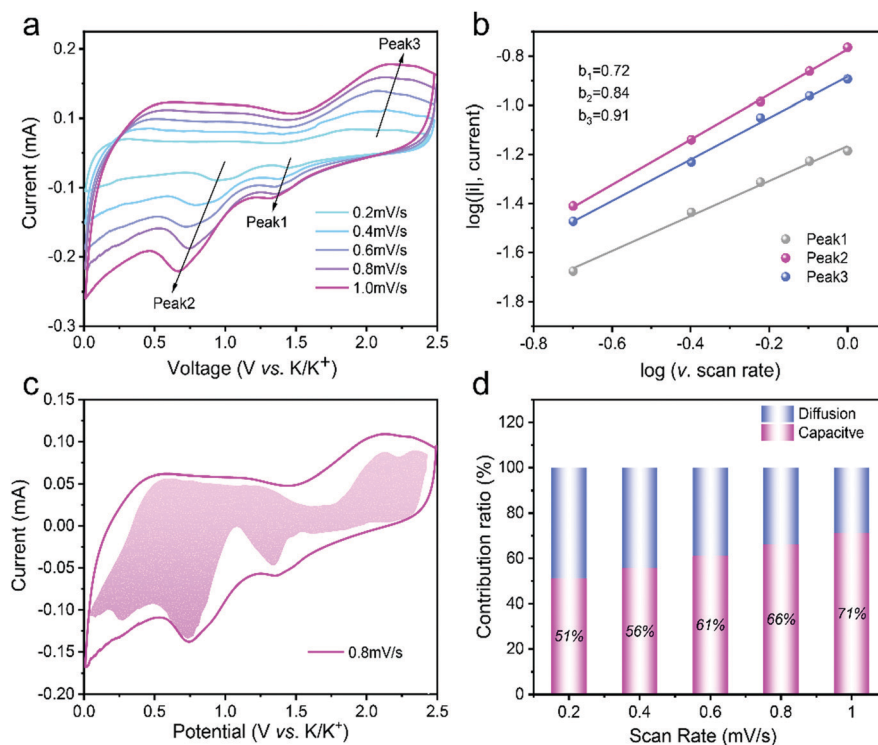 a
0.2
0.1
-0.1
-0.2
-0.3
Current (mA)
Peak3
Peak1
Peak2
0.2mV/s
0.4mV/s
0.6mV/s
0.8mV/s
1.0mV/s
0.0 0.5 1.0 1.5 2.0 2.5
Voltage (V vs. K/K+)
b
-0.8
-1.0
-1.2
-1.4
-1.6
-1.8
log(|i|, current)
b1=0.72
b2=0.84
b3=0.91
Peak1
Peak2
Peak3
-0.8 -0.6 -0.4 -0.2 0.0
log (v. scan rate)
c
0.15
0.10
0.05
0.00
-0.05
-0.10
-0.15
-0.20
Current (mA)
0.8mV/s
0.0 0.5 1.0 1.5 2.0 2.5
Potential (V vs. K/K+)
d
120
100
80
60
40
20
0
Contribution ratio (%)
Diffusion
Capacitve
51% 56% 61% 66% 71%
0.2 0.4 0.6 0.8 1
Scan Rate (mV/s)